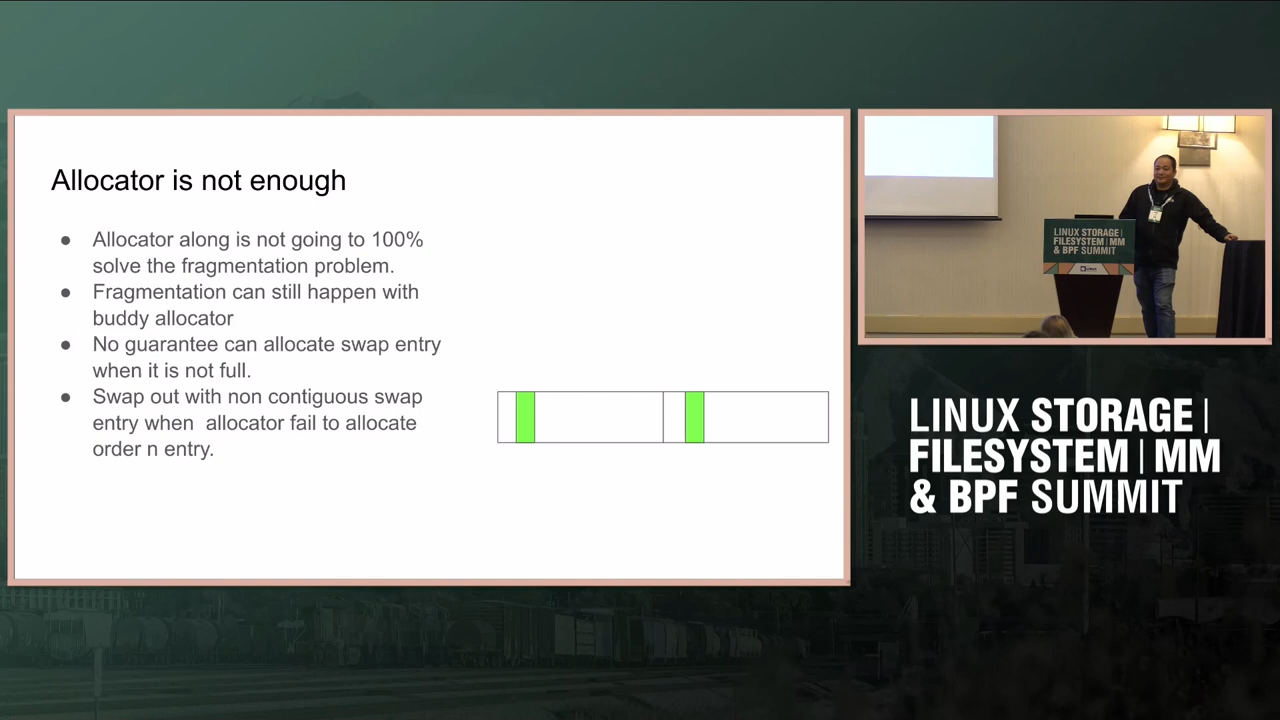 Allocator is not enough
● Allocator along is not going to 100%
solve the fragmentation problem.
● Fragmentation can still happen with
buddy allocator
● No guarantee can allocate swap entry
when it is not full.
● Swap out with non contiguous swap
entry when allocator fail to allocate
order n entry.
LINUX STORAGE |
FILESYSTEM | MM
& BPF SUMMIT
LINUX STORAGE |
FILESYSTEM | MM
& BPF SUMMIT